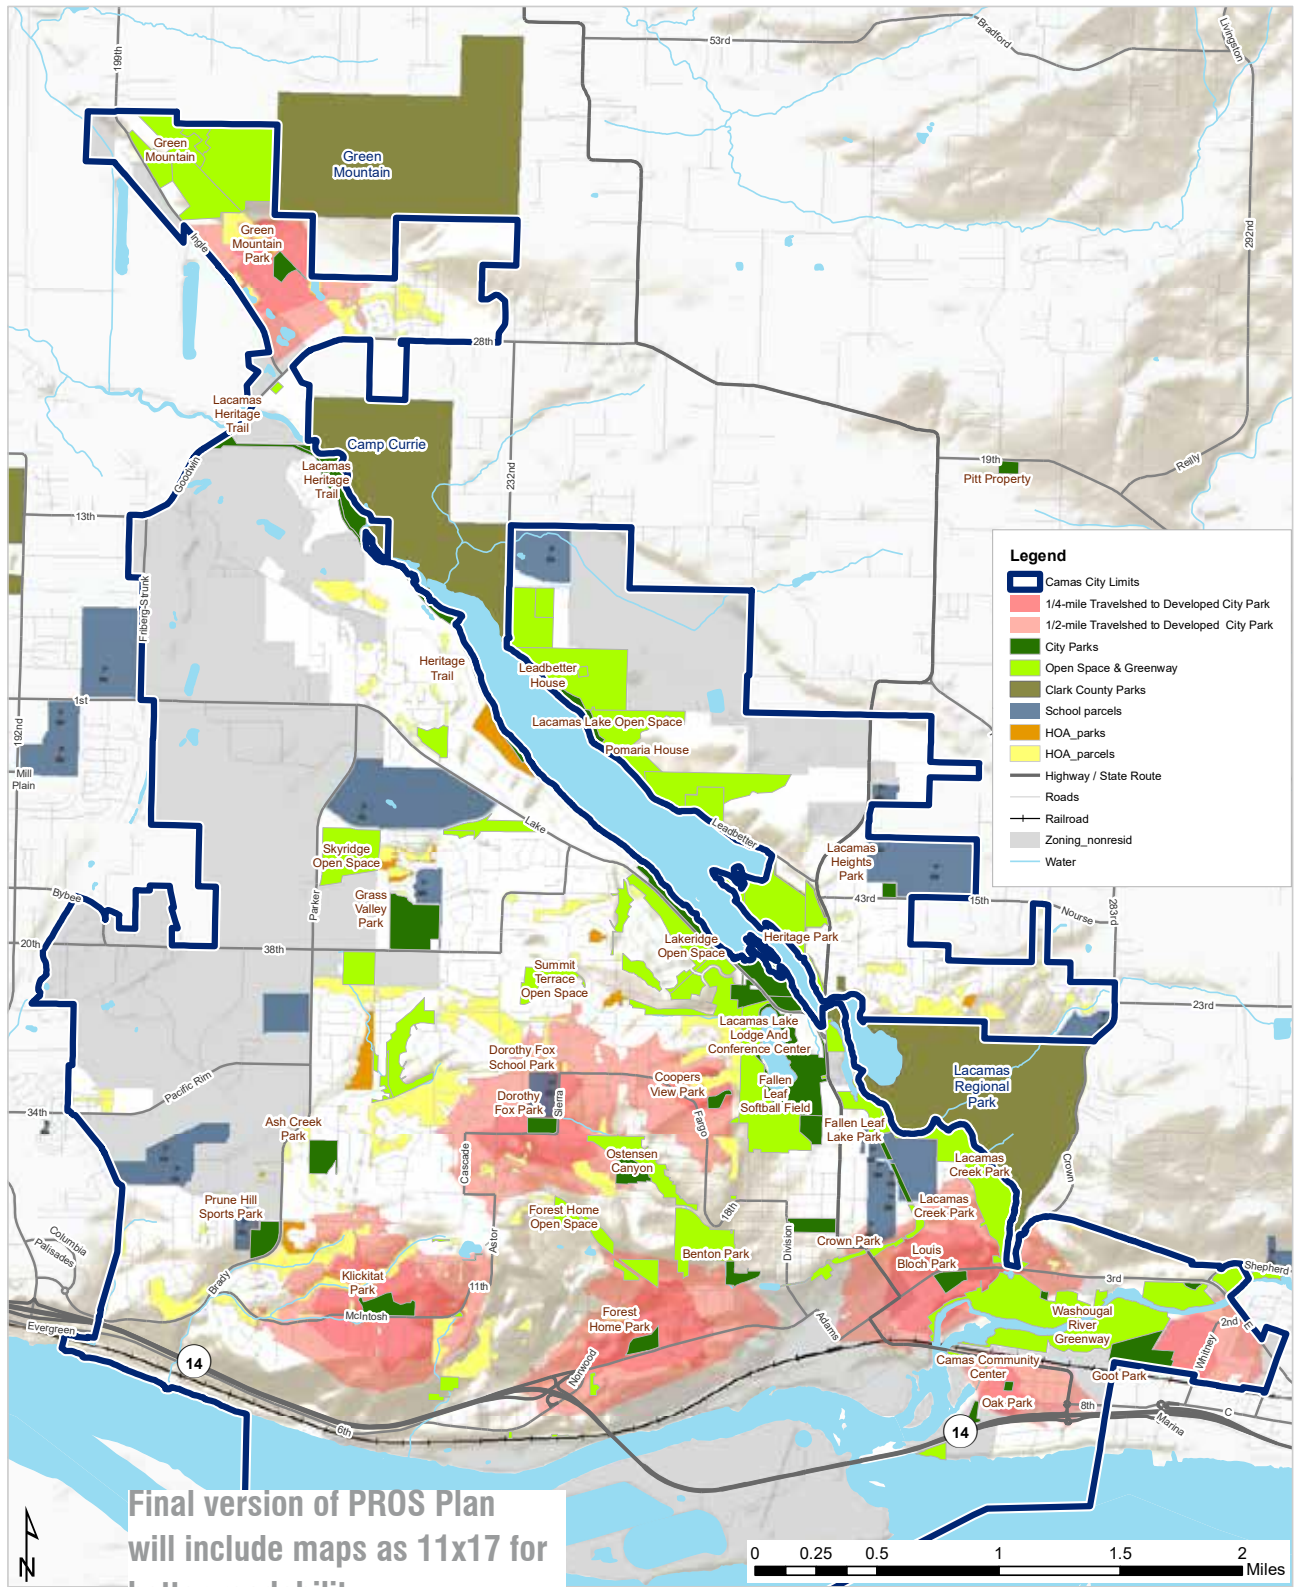 53rd
Bradford
Livingston
199th
Green
Mountain
Green
Mountain
Green
Mountain
Park
Ingle
292nd
28th
Lacamas
Heritage
Trail
Camp Currie
Lacamas
Heritage
Trail
Goodwin
232nd
19th
Reilly
Pitt Property
13th
Friberg-Strunk
Legend
Camas City Limits
1/4-mile Travelshed to Developed City Park
1/2-mile Travelshed to Developed City Park
City Parks
Open Space & Greenway
Clark County Parks
School parcels
HOA_parks
HOA_parcels
Highway / State Route
Roads
Railroad
Zoning_nonresid
Water
Heritage
Trail
Leadbetter
House
1st
192nd
Lacamas Lake Open Space
Pomaria House
Mill
Plain
Lake
Leadbetter
Skyridge
Open Space
Lacamas
Heights
Park
Bybee
Parker
Grass
Valley
Park
43rd
15th
Nourse
283rd
20th
38th
Lakeridge
Open Space
Heritage Park
Summit
Terrace
Open Space
23rd
Lacamas Lake
Lodge And
Conference Center
Dorothy Fox
School Park
Pacific Rim
Coopers
View Park
Fallen
Leaf
Softball Field
Lacamas
Regional
Park
Dorothy
Fox Park
Sierra
34th
Ash Creek
Park
Fargo
Fallen Leaf
Lake Park
Cascade
Ostensen
Canyon
Lacamas
Creek Park
Crown
Prune Hill
Sports Park
Lacamas
Creek Park
Forest Home
Open Space
18th
Columbia
Palisades
Astor
Benton Park
Division
Crown Park
Louis
Bloch Park
Shepherd
Brady
Klickitat
Park
11th
3rd
McIntosh
Forest
Home Park
Adams
Washougal
River
Greenway
2nd
E
Whitney
Evergreen
14
Norwood
Camas Community
Center
Goot Park
Oak Park
8th
C
Marina
6th
14
Final version of PROS Plan
will include maps as 11x17 for
N
0 0.25 0.5 1 1.5 2
Miles